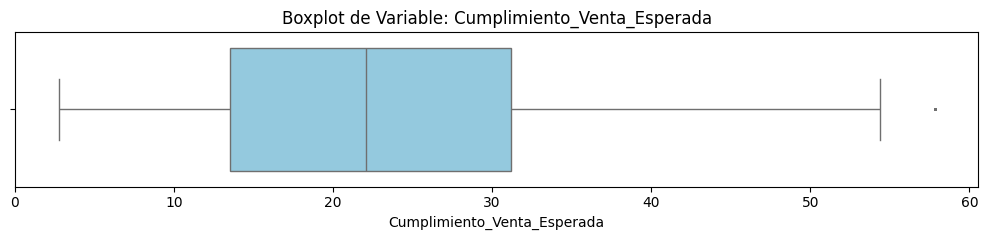 Boxplot de Variable: Cumplimiento_Venta_Esperada
0 10 20 30 40 50 60
Cumplimiento_Venta_Esperada